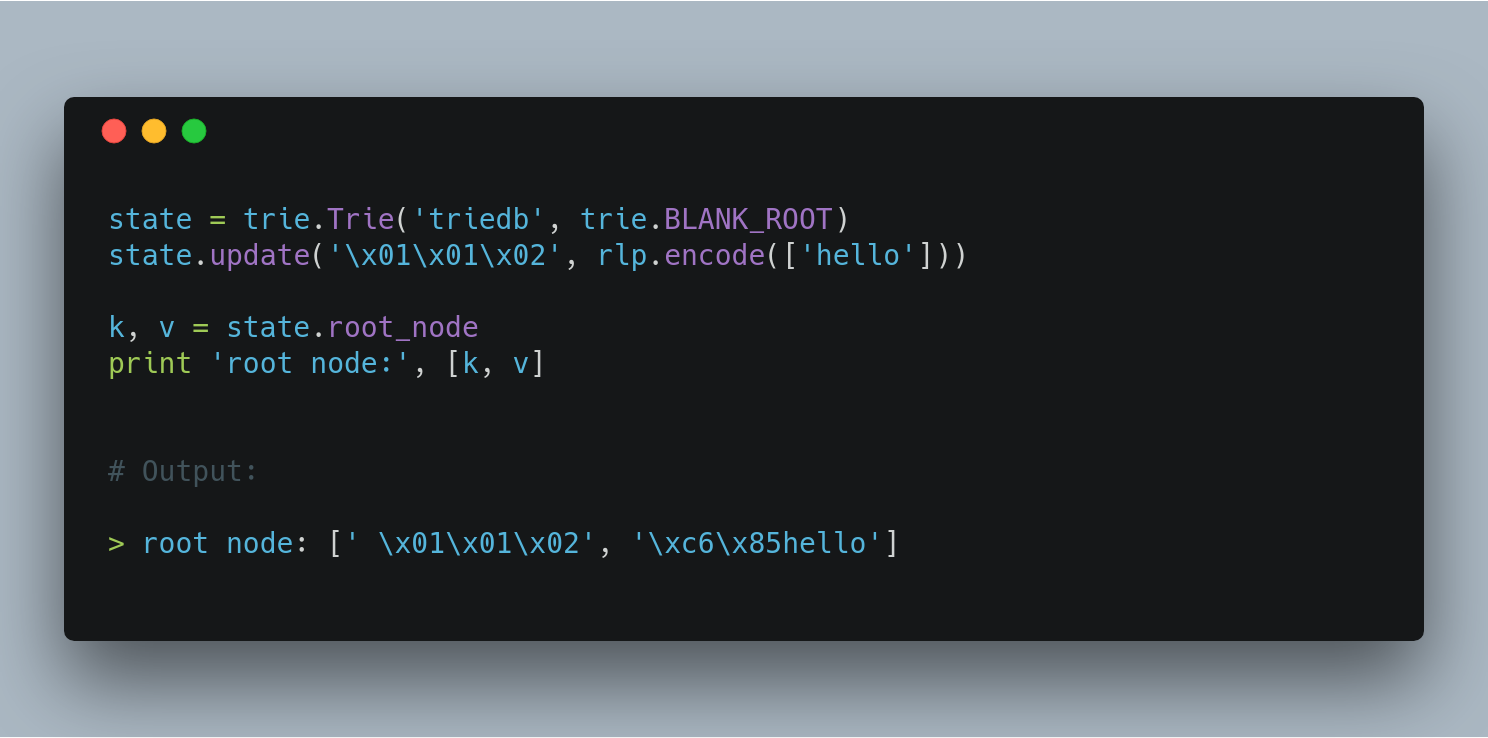 state = trie.Trie('triedb', trie.BLANK_ROOT)
state.update('\x01\x01\x02', rlp.encode(['hello']))
k, v = state.root_node
print 'root node:', [k, v]
# Output:
> root node: [' \x01\x01\x02', '\xc6\x85hello']